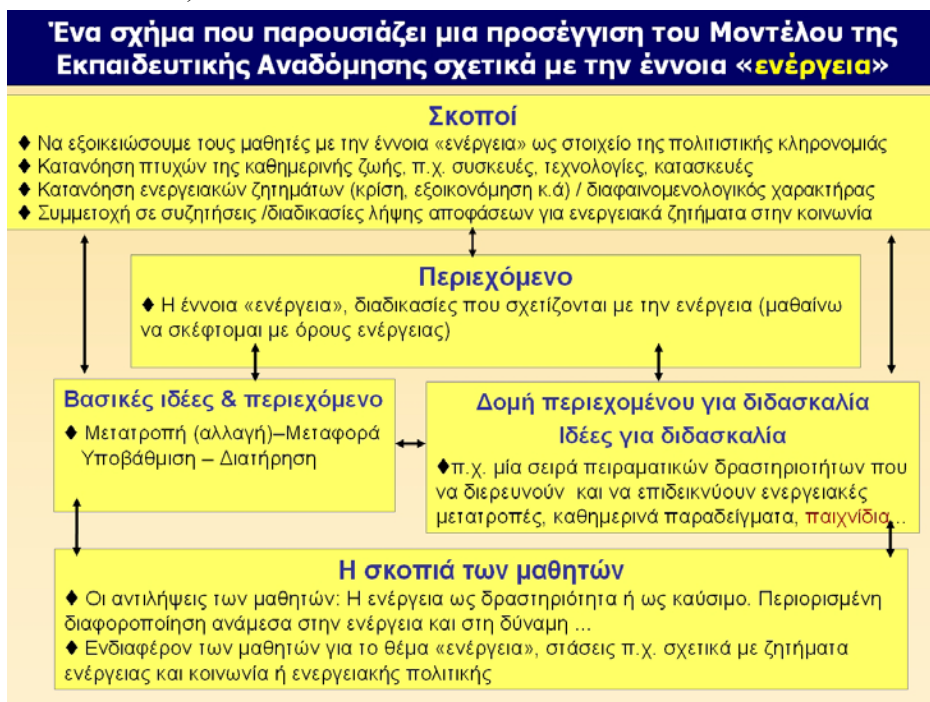 Ένα σχήμα που παρουσιάζει μια προσέγγιση του Μοντέλου της
Εκπαιδευτικής Αναδόμησης σχετικά με την έννοια «ενέργεια»
Σκοποί
♦ Να εξοικειώσουμε τους μαθητές με την έννοια «ενέργεια» ως στοιχείο της πολιτιστικής κληρονομιάς
♦ Κατανόηση πτυχών της καθημερινής ζωής, π.χ. συσκευές, τεχνολογίες, κατασκευές
♦ Κατανόηση ενεργειακών ζητημάτων (κρίση, εξοικονόμηση κ.ά) / διαφαινομενολογικός χαρακτήρας
♦ Συμμετοχή σε συζητήσεις /διαδικασίες λήψης αποφάσεων για ενεργειακά ζητήματα στην κοινωνία
Περιεχόμενο
♦ Η έννοια «ενέργεια», διαδικασίες που σχετίζονται με την ενέργεια (μαθαίνω
να σκέφτομαι με όρους ενέργειας)
Βασικές ιδέες & περιεχόμενο
♦ Μετατροπή (αλλαγή)–Μεταφορά
Υποβάθμιση – Διατήρηση
Δομή περιεχομένου για διδασκαλία
Ιδέες για διδασκαλία
♦π.χ. μία σειρά πειραματικών δραστηριοτήτων που
να διερευνούν και να επιδεικνύουν ενεργειακές
μετατροπές, καθημερινά παραδείγματα, παιχνίδια...
Η σκοπιά των μαθητών
♦ Οι αντιλήψεις των μαθητών: Η ενέργεια ως δραστηριότητα ή ως καύσιμο. Περιορισμένη
διαφοροποίηση ανάμεσα στην ενέργεια και στη δύναμη ...
♦ Ενδιαφέρον των μαθητών για το θέμα «ενέργεια», στάσεις π.χ. σχετικά με ζητήματα
ενέργειας και κοινωνία ή ενεργειακής πολιτικής